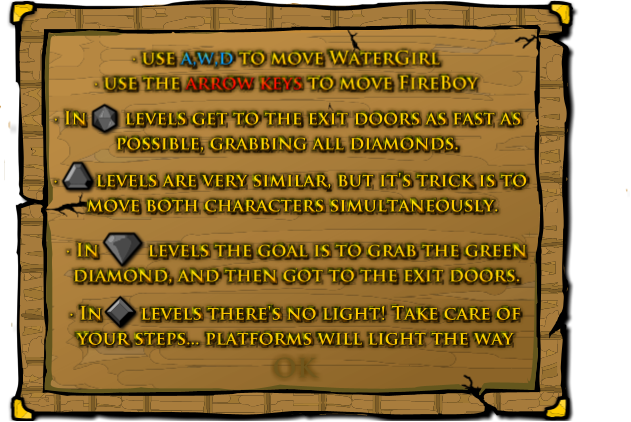 · Use A,W,D to move WaterGirl
· Use the arrow keys to move FireBoy
· In levels get to the exit doors as fast as
possible, grabbing all diamonds.
· levels are very similar, but it's trick is to
move both characters simultaneously.
· In levels the goal is to grab the green
diamond, and then got to the exit doors.
· In levels there's no light! Take care of
your steps... platforms will light the way
OK